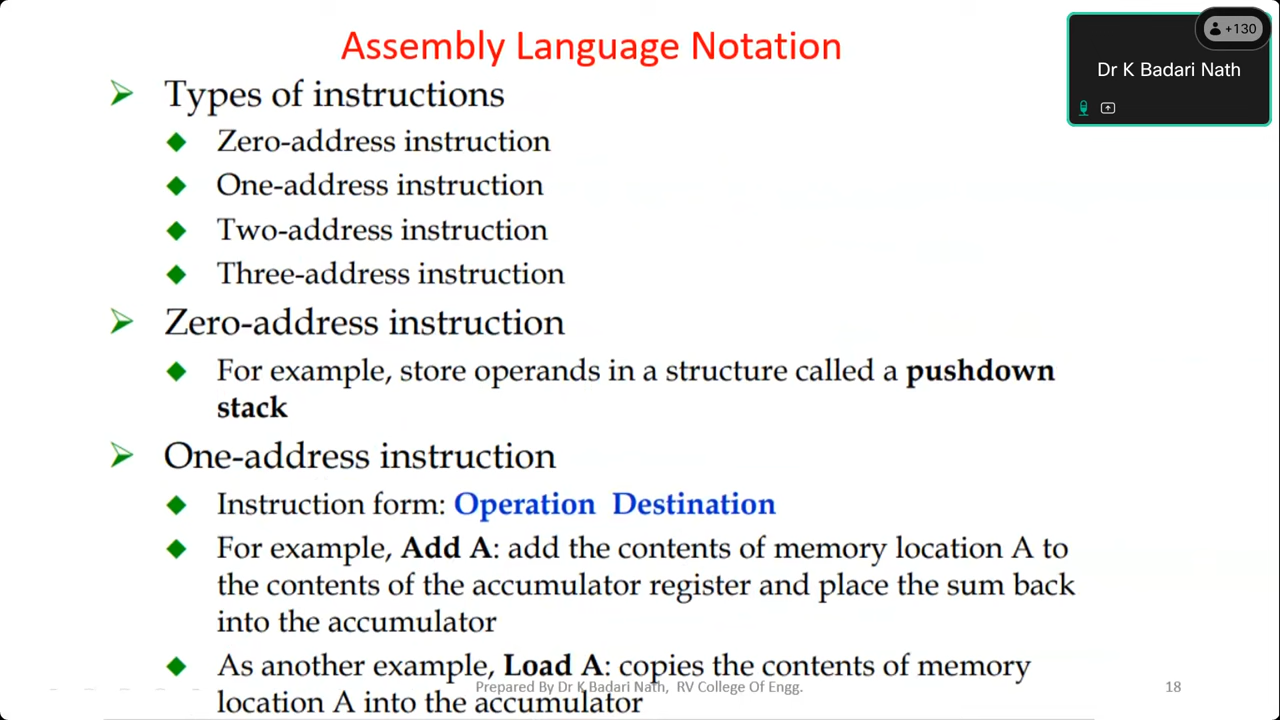 Assembly Language Notation
+130
Dr K Badari Nath
Types of instructions
Zero-address instruction
One-address instruction
Two-address instruction
Three-address instruction
Zero-address instruction
For example, store operands in a structure called a pushdown
stack
One-address instruction
Instruction form: Operation Destination
For example, Add A: add the contents of memory location A to
the contents of the accumulator register and place the sum back
into the accumulator
As another example, Load A: copies the contents of memory
location A into the accumulator
Prepared By Dr K Badari Nath, RV College Of Engg.
18